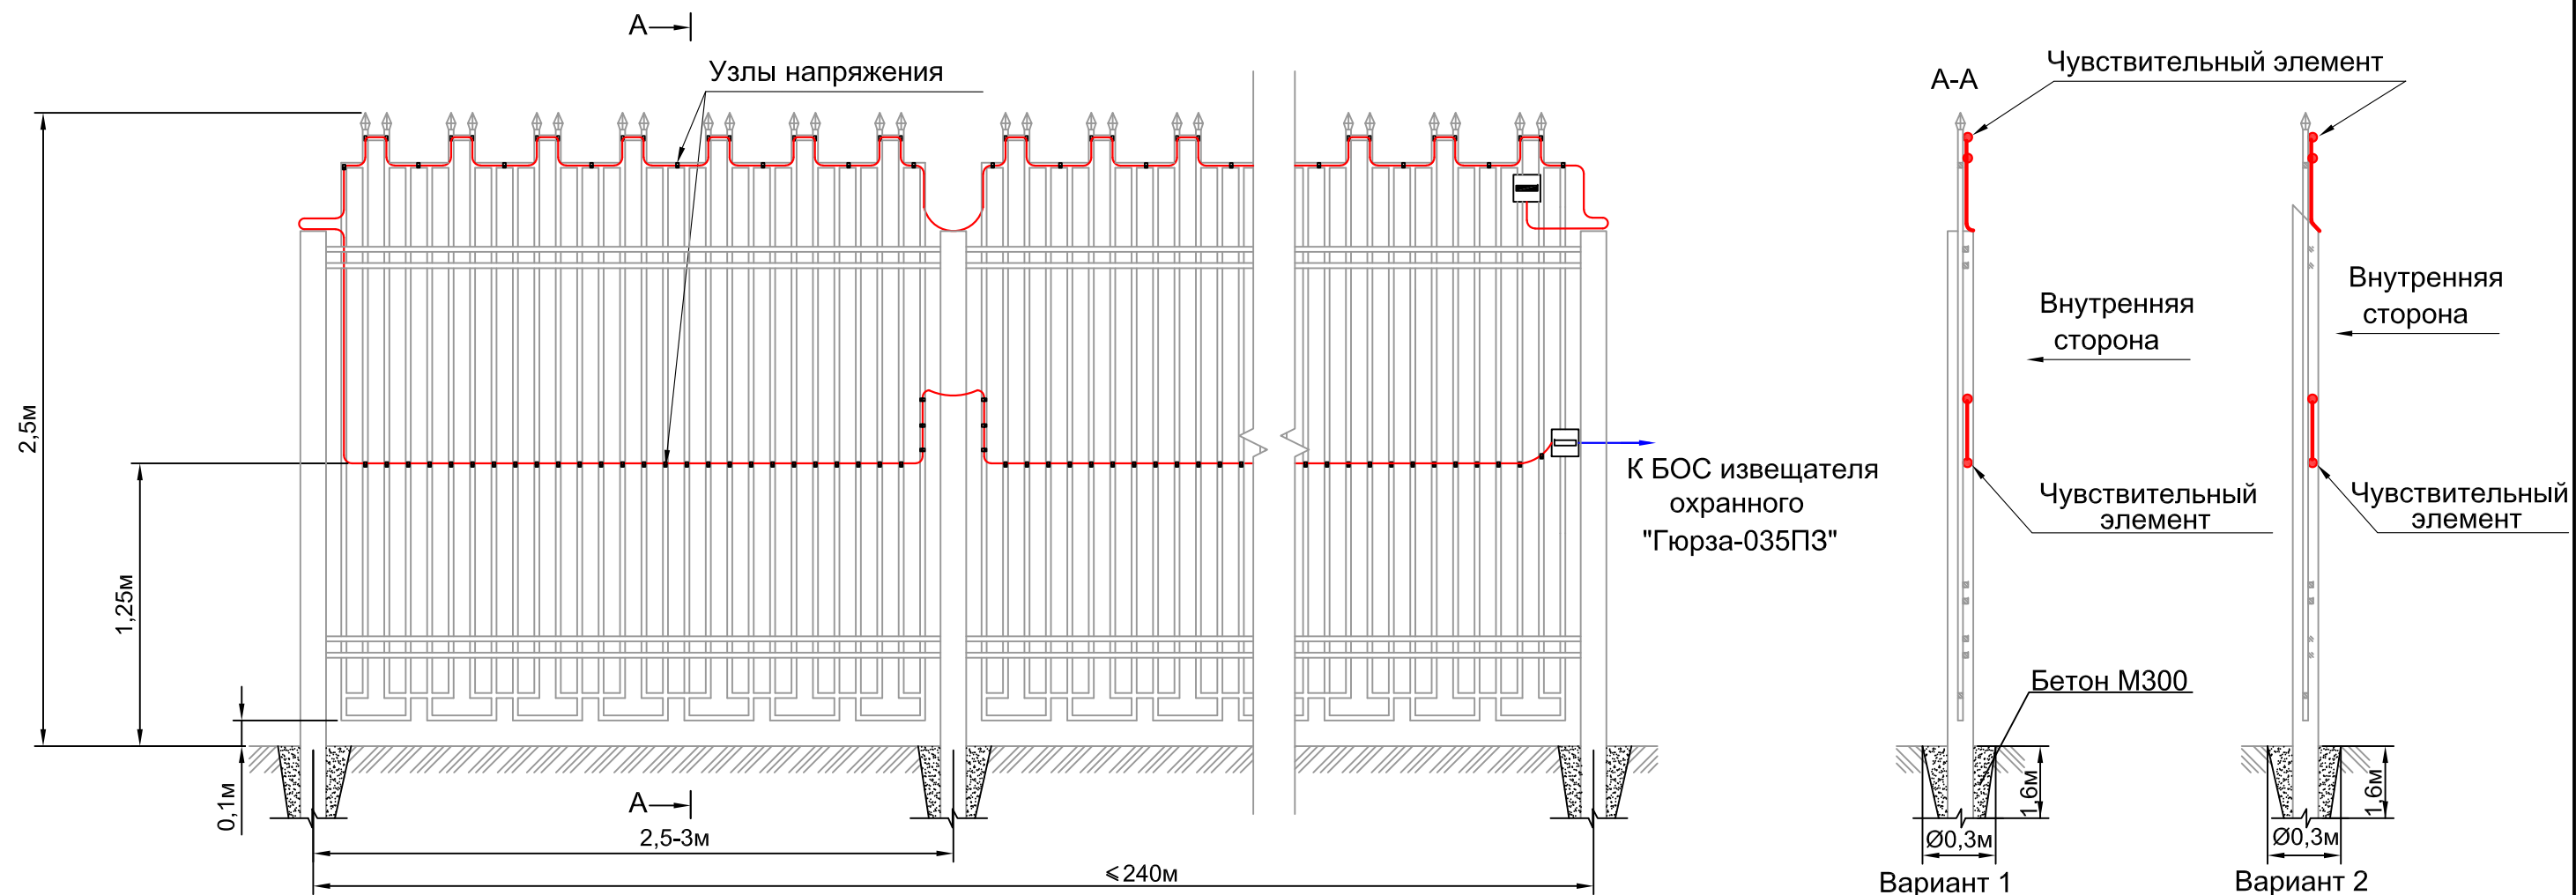 А
Узлы напряжения
А-А
Чувствительный элемент
2,5м
1,25м
0,1м
Внутренняя
сторона
Внутренняя
сторона
К БОС извещателя
охранного
"Гюрза-035ПЗ"
Чувствительный
элемент
Чувствительный
элемент
Бетон М300
А
2,5-3м
⩽240м
1,6м
Ø0,3м
Вариант 1
1,6м
Ø0,3м
Вариант 2